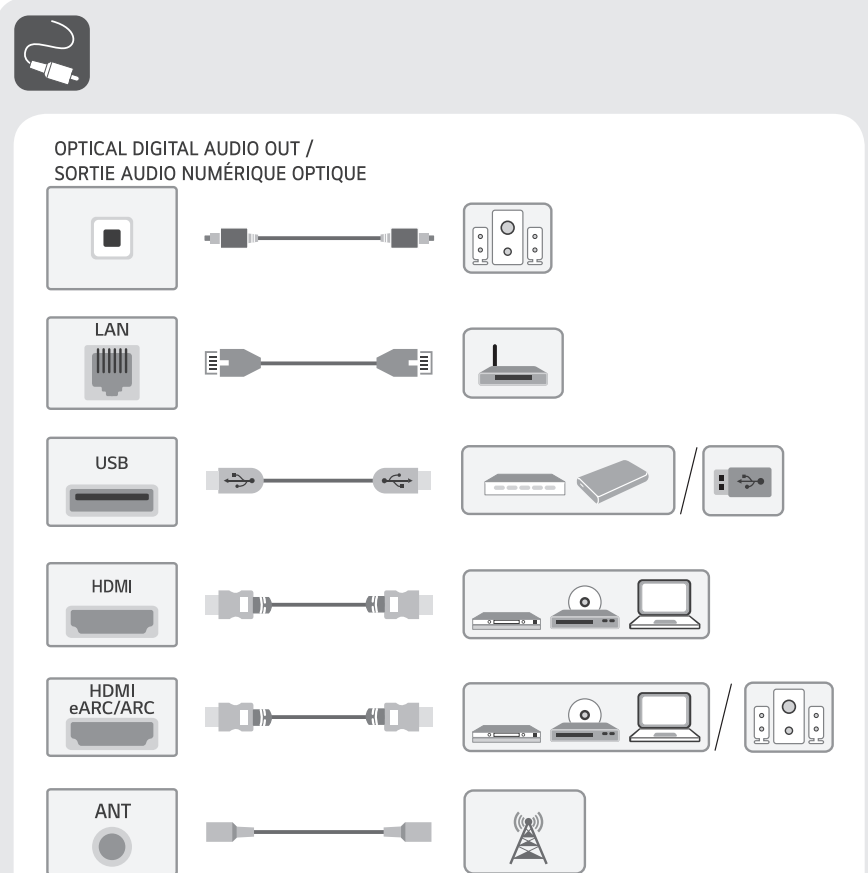 OPTICAL DIGITAL AUDIO OUT /
SORTIE AUDIO NUMÉRIQUE OPTIQUE
LAN
USB
HDMI
HDMI
eARC/ARC
ANT